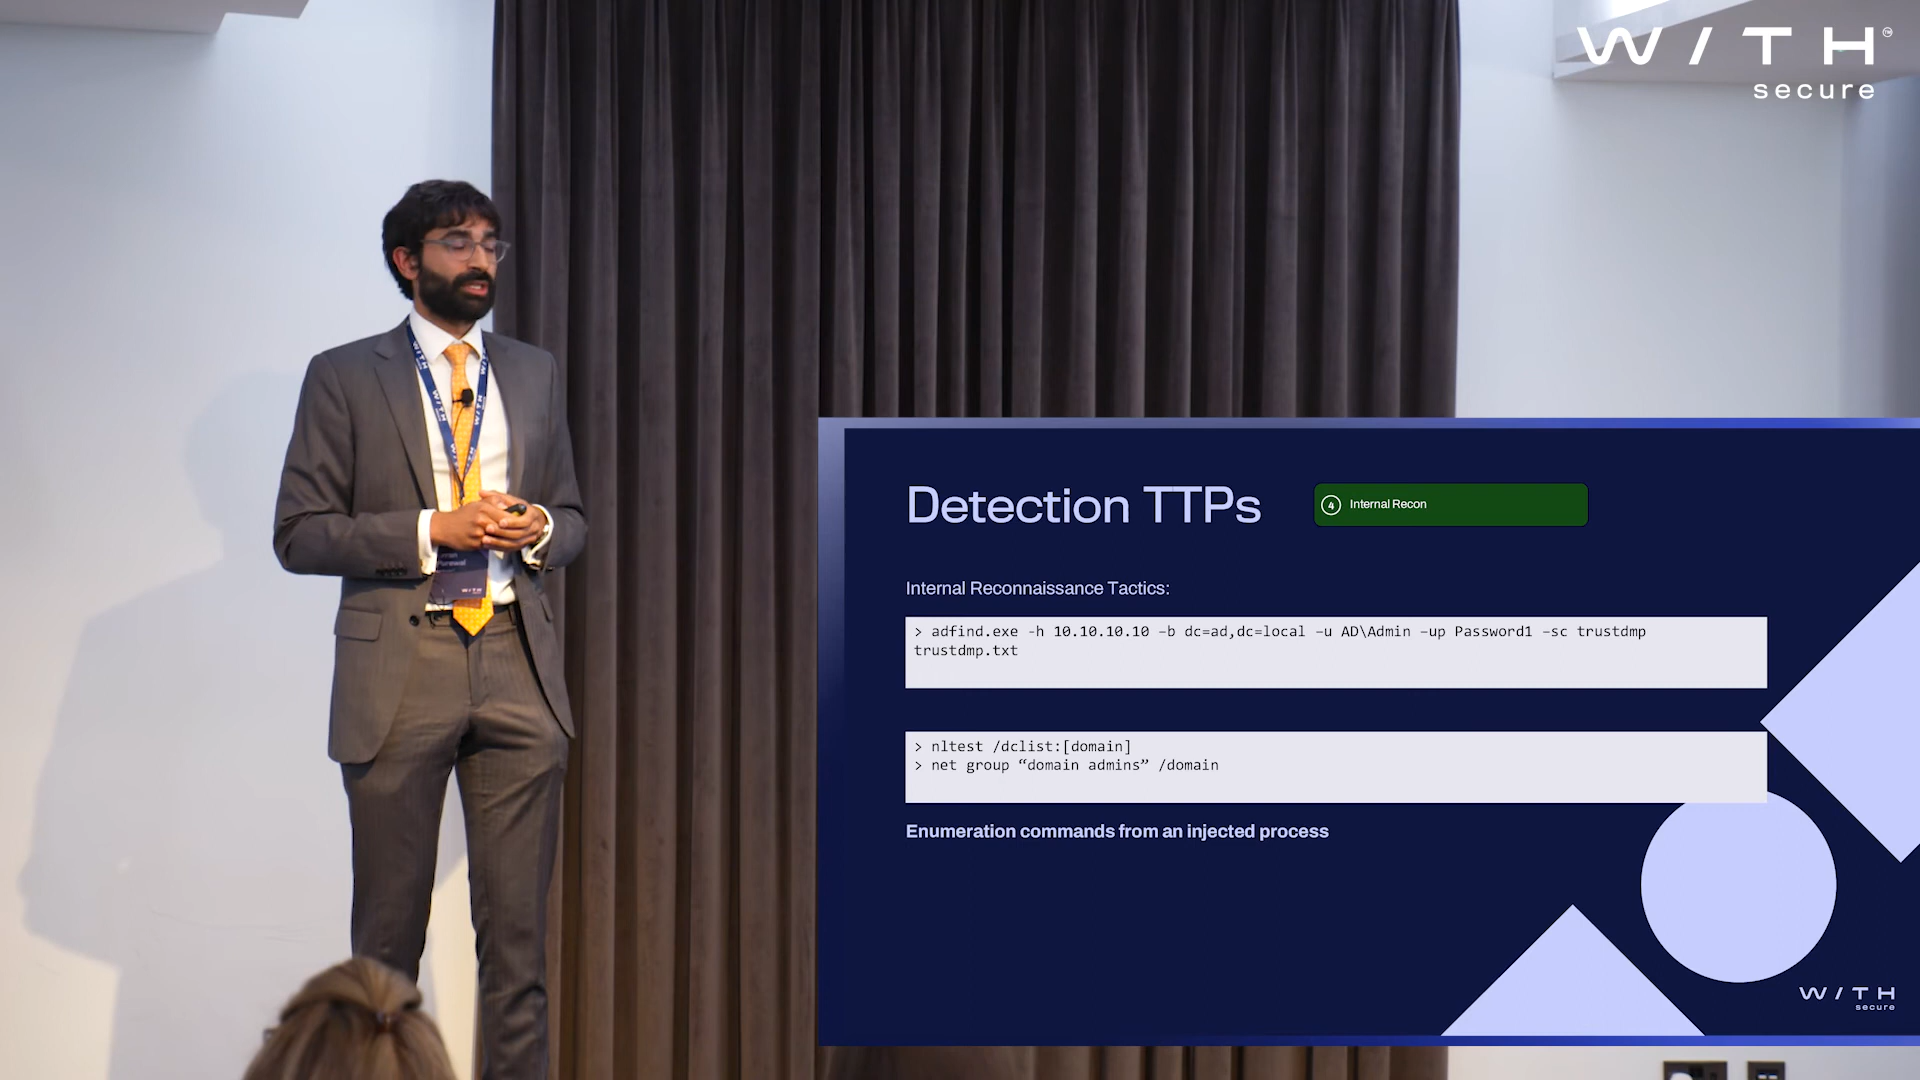 W/TH™
secure
Detection TTPs
4 Internal Recon
Internal Reconnaissance Tactics:
> adfind.exe -h 10.10.10.10 –b dc=ad,dc=local –u AD\Admin –up Password1 –sc trustdmp
trustdmp.txt
> nltest /dclist:[domain]
> net group “domain admins” /domain
Enumeration commands from an injected process
W/TH
secure
W/TH
W/TH